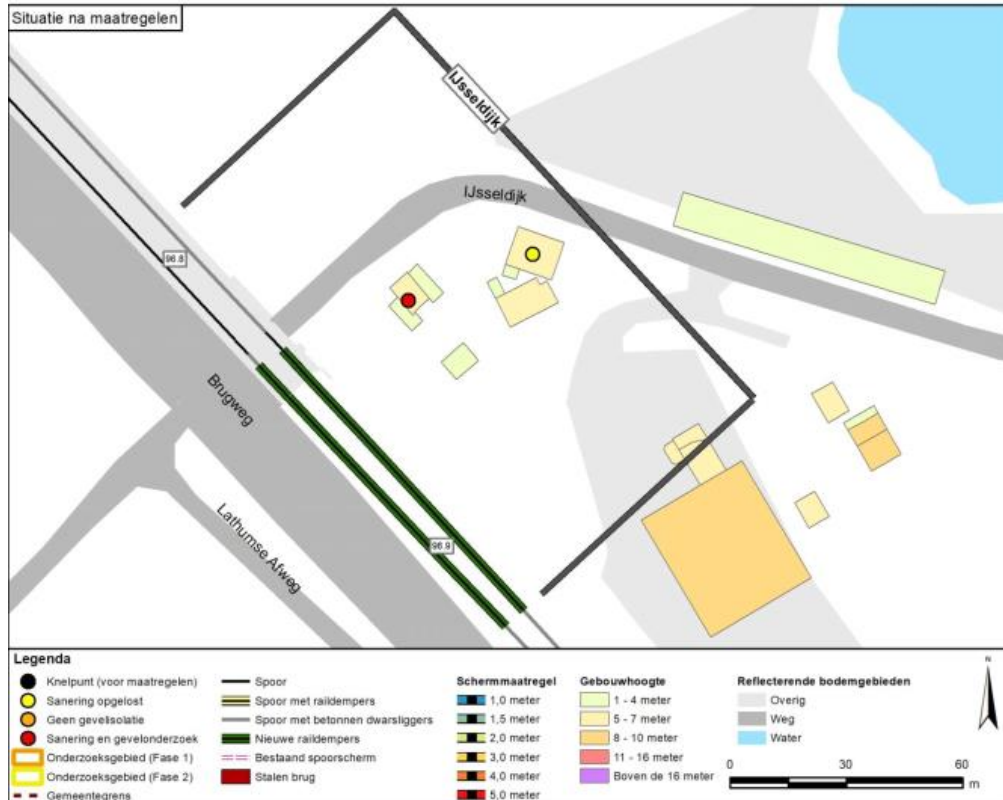 Situatie na maatregelen
IJsseldijk
IJsseldijk
96.8
Brugweg
96.9
Lathumse Afweg
Legenda
Knelpunt (voor maatregelen)
Sanering opgelost
Geen gevelisolatie
Sanering en gevelonderzoek
Onderzoeksgebied (Fase 1)
Onderzoeksgebied (Fase 2)
Gemeentegrens
Spoor
Spoor met raildempers
Spoor met betonnen dwarsliggers
Nieuwe raildempers
Bestaand spoorscherm
Stalen brug
Schermmaatregel
1,0 meter
1,5 meter
2,0 meter
3,0 meter
4,0 meter
5,0 meter
Gebouwhoogte
1 - 4 meter
5 - 7 meter
8 - 10 meter
11 - 16 meter
Boven de 16 meter
Reflecterende bodemgebieden
Overig
Weg
Water
N
0 30 60
m